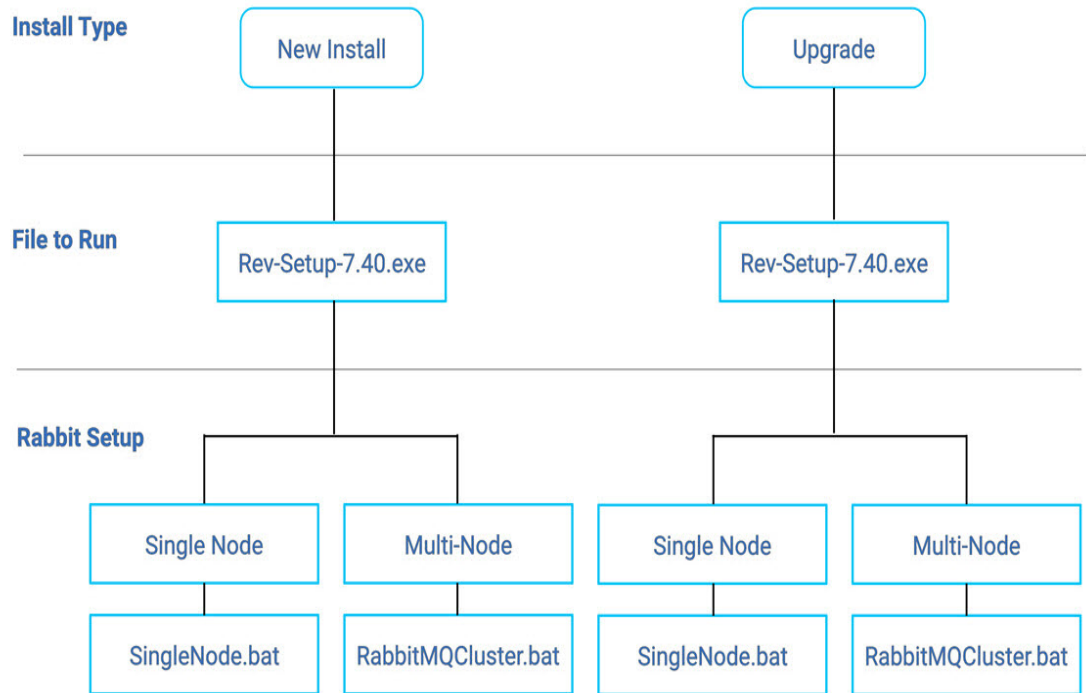 Install Type
New Install
Upgrade
File to Run
Rev-Setup-7.40.exe
Rev-Setup-7.40.exe
Rabbit Setup
Single Node
Multi-Node
Single Node
Multi-Node
SingleNode.bat
RabbitMQCluster.bat
SingleNode.bat
RabbitMQCluster.bat